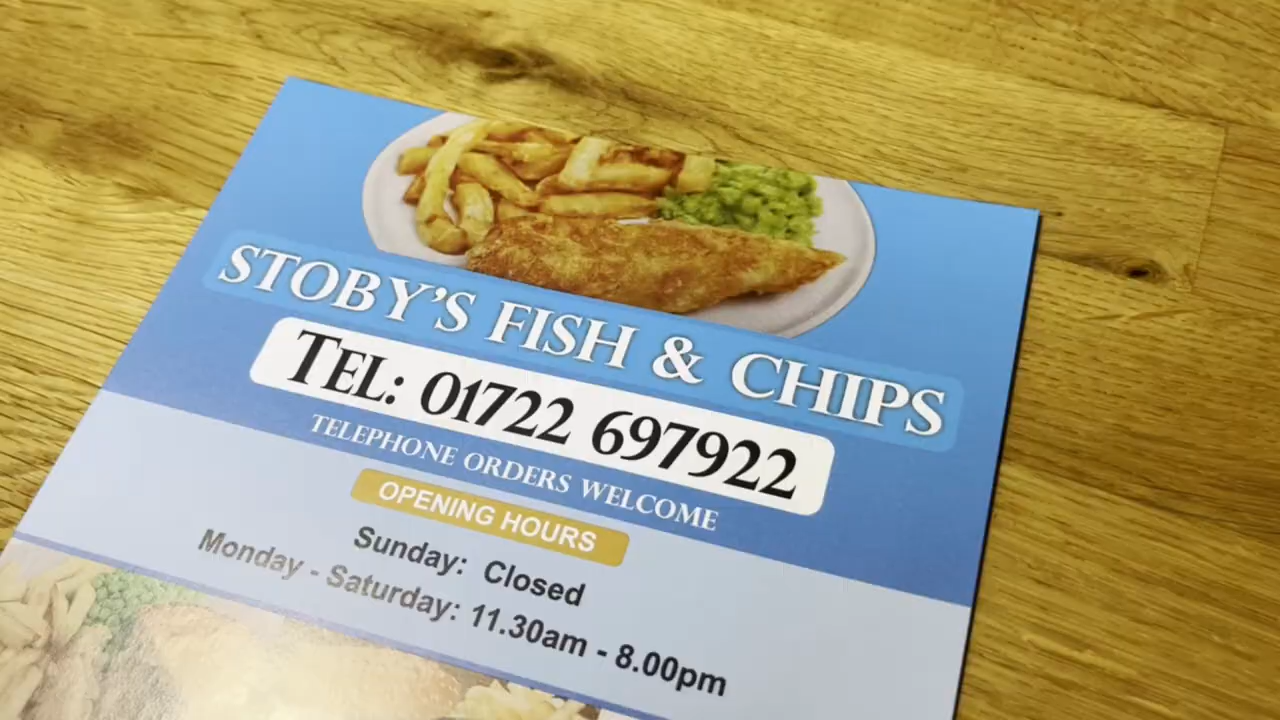 STOBY'S FISH & CHIPS
TEL: 01722 697922
TELEPHONE ORDERS WELCOME
OPENING HOURS
Sunday: Closed
Monday - Saturday: 11.30am - 8.00pm